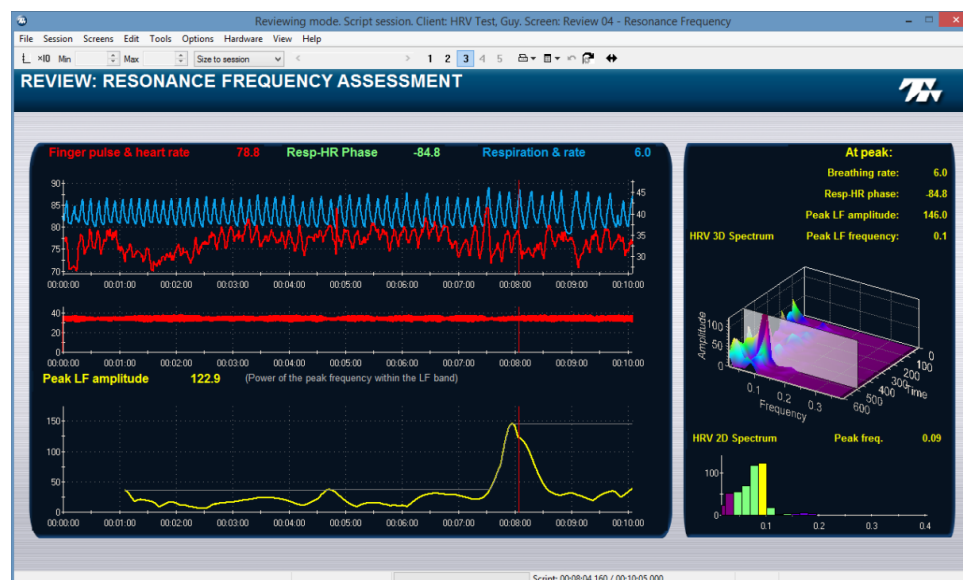 Reviewing mode. Script session. Client: HRV Test, Guy. Screen: Review 04 - Resonance Frequency
File Session Screens Edit Tools Options Hardware View Help
×10 Min Max Size to session 1 2 3 4 5
REVIEW: RESONANCE FREQUENCY ASSESSMENT
Finger pulse & heart rate 78.8 Resp-HR Phase -84.8 Respiration & rate 6.0
90
85
80
75
70
45
40
35
30
00:00:00 00:01:00 00:02:00 00:03:00 00:04:00 00:05:00 00:06:00 00:07:00 00:08:00 00:09:00 00:10:00
40
20
0
00:00:00 00:01:00 00:02:00 00:03:00 00:04:00 00:05:00 00:06:00 00:07:00 00:08:00 00:09:00 00:10:00
Peak LF amplitude 122.9 (Power of the peak frequency within the LF band)
150
100
50
0
00:00:00 00:01:00 00:02:00 00:03:00 00:04:00 00:05:00 00:06:00 00:07:00 00:08:00 00:09:00 00:10:00
At peak:
Breathing rate: 6.0
Resp-HR phase: -84.8
Peak LF amplitude: 146.0
HRV 3D Spectrum Peak LF frequency: 0.1
Amplitude
100
50
0
0.1 0.2 0.3
Frequency
0
100
200
300
400
500
600
Time
HRV 2D Spectrum Peak freq. 0.09
100
0
0.1 0.2 0.3 0.4
Script: 00:08:04.160 / 00:10:05.000